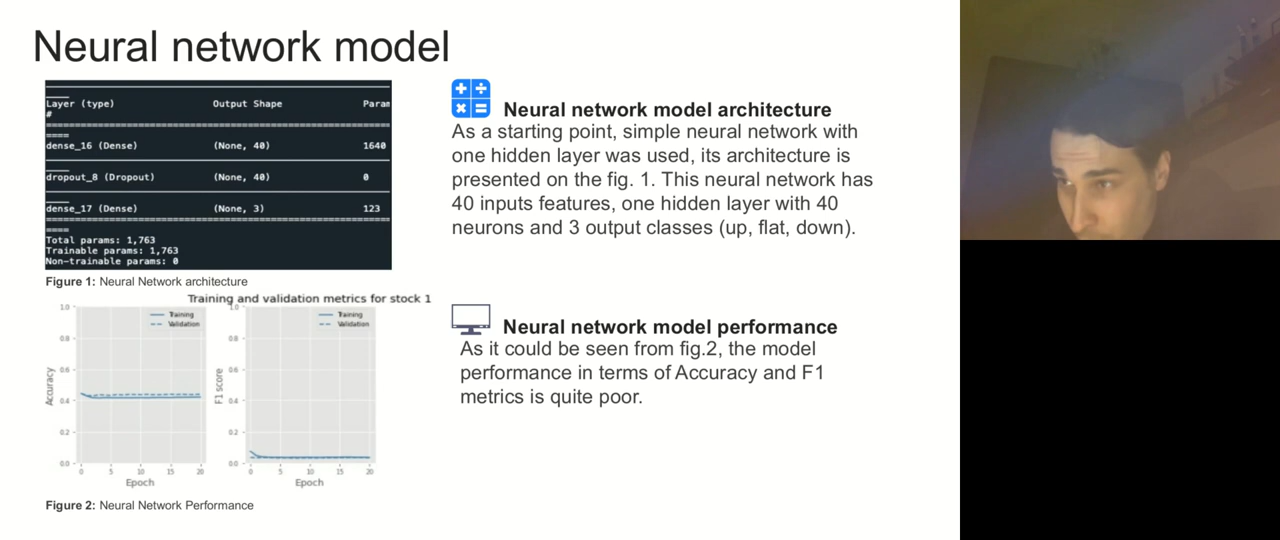 Neural network model
Layer (type) Output Shape Param
#
dense_16 (Dense) (None, 40) 1640
dropout_8 (Dropout) (None, 40) 0
dense_17 (Dense) (None, 3) 123
Total params: 1,763
Trainable params: 1,763
Non-trainable params: 0
Figure 1: Neural Network architecture
Training and validation metrics for stock 1
Training
Validation
1.0
0.8
0.6
0.4
0.2
0.0
Accuracy
0 5 10 15 20
Epoch
Training
Validation
1.0
0.8
0.6
0.4
0.2
0.0
F1 score
0 5 10 15 20
Epoch
Figure 2: Neural Network Performance
Neural network model architecture
As a starting point, simple neural network with
one hidden layer was used, its architecture is
presented on the fig. 1. This neural network has
40 inputs features, one hidden layer with 40
neurons and 3 output classes (up, flat, down).
Neural network model performance
As it could be seen from fig.2, the model
performance in terms of Accuracy and F1
metrics is quite poor.